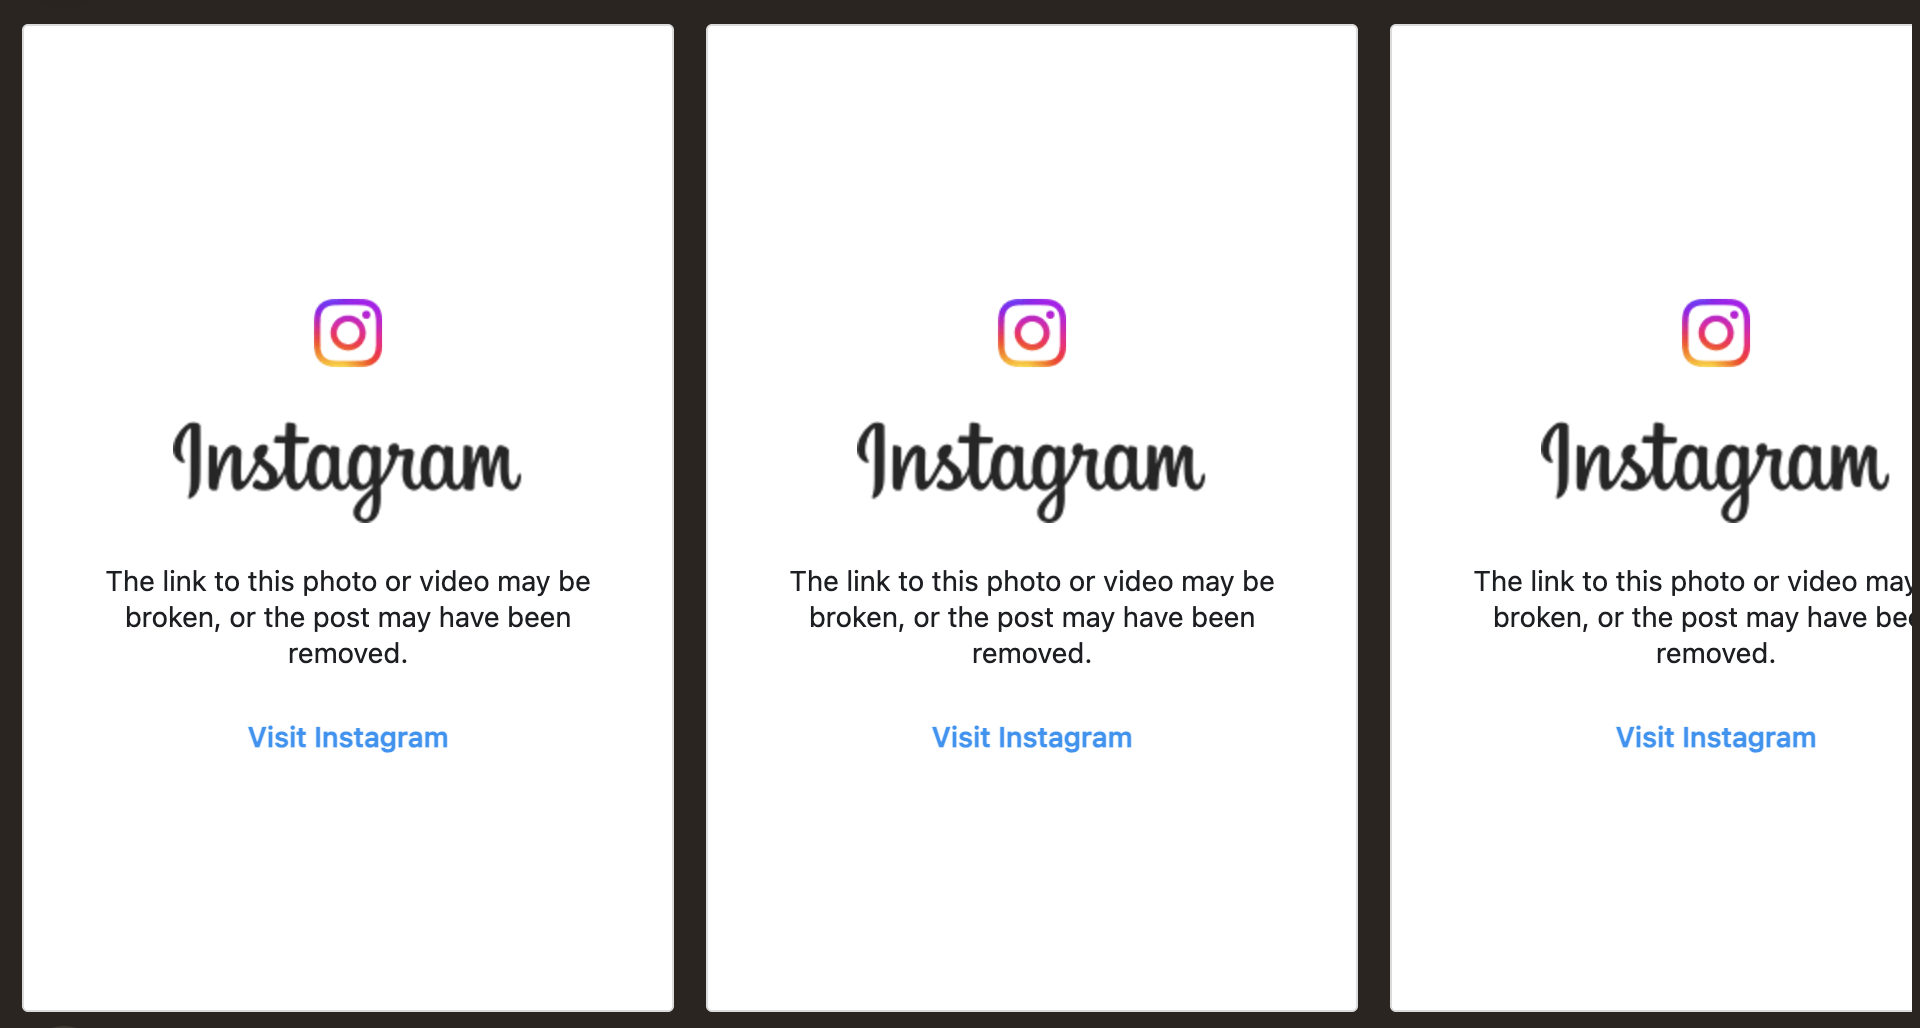 Instagram
The link to this photo or video may be
broken, or the post may have been
removed.
Visit Instagram
Instagram
The link to this photo or video may be
broken, or the post may have been
removed.
Visit Instagram
Instagram
The link to this photo or video may
broken, or the post may have
removed.
Visit Instagram